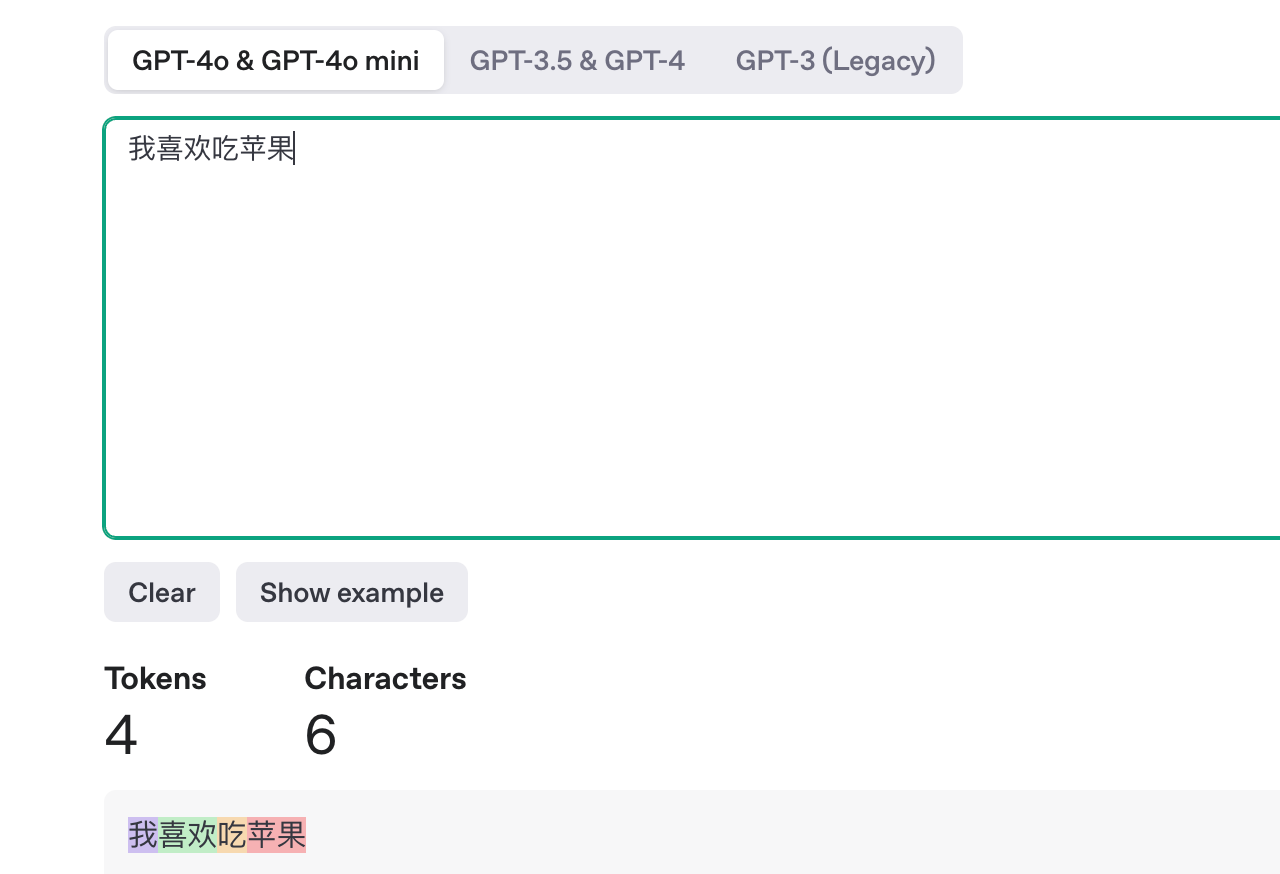 GPT-4o & GPT-4o mini GPT-3.5 & GPT-4 GPT-3 (Legacy)
我喜欢吃苹果
Clear Show example
Tokens Characters
4 6
我喜欢吃苹果